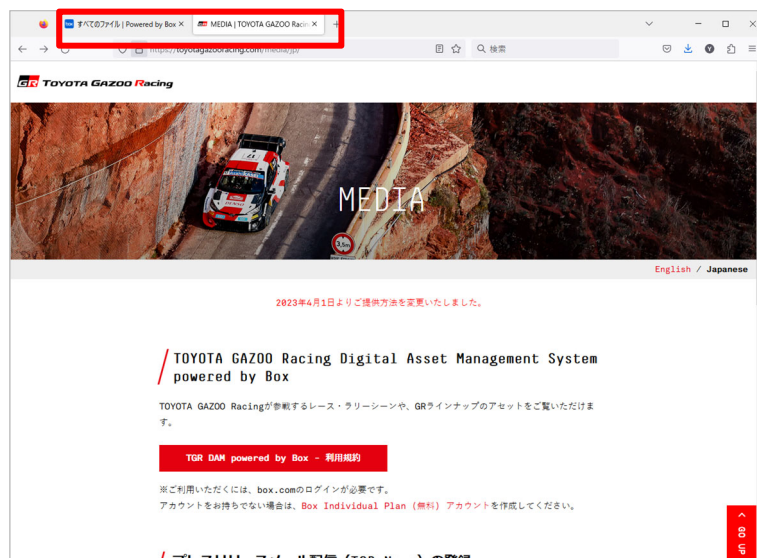 すべてのファイル | Powered by Box ×
MEDIA | TOYOTA GAZOO Racin ×
https://toyotagazooracing.com/media/jp/
検索
GR TOYOTA GAZOO Racing
MEDIA
3,5m
English / Japanese
2023年4月1日よりご提供方法を変更いたしました。
TOYOTA GAZOO Racing Digital Asset Management System
powered by Box
TOYOTA GAZOO Racingが参戦するレース・ラリーシーンや、GRラインナップのアセットをご覧いただけま
す。
TGR DAM powered by Box - 利用規約
※ご利用いただくには、box.comのログインが必要です。
アカウントをお持ちでない場合は、Box Individual Plan (無料) アカウントを作成してください。
GO UP